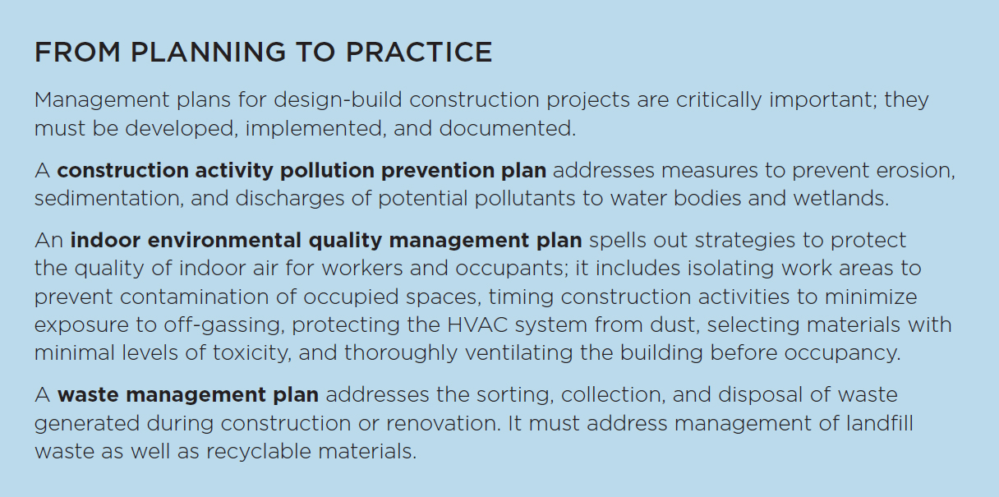 FROM PLANNING TO PRACTICE
Management plans for design-build construction projects are critically important; they
must be developed, implemented, and documented.
A construction activity pollution prevention plan addresses measures to prevent erosion,
sedimentation, and discharges of potential pollutants to water bodies and wetlands.
An indoor environmental quality management plan spells out strategies to protect
the quality of indoor air for workers and occupants; it includes isolating work areas to
prevent contamination of occupied spaces, timing construction activities to minimize
exposure to off-gassing, protecting the HVAC system from dust, selecting materials with
minimal levels of toxicity, and thoroughly ventilating the building before occupancy.
A waste management plan addresses the sorting, collection, and disposal of waste
generated during construction or renovation. It must address management of landfill
waste as well as recyclable materials.